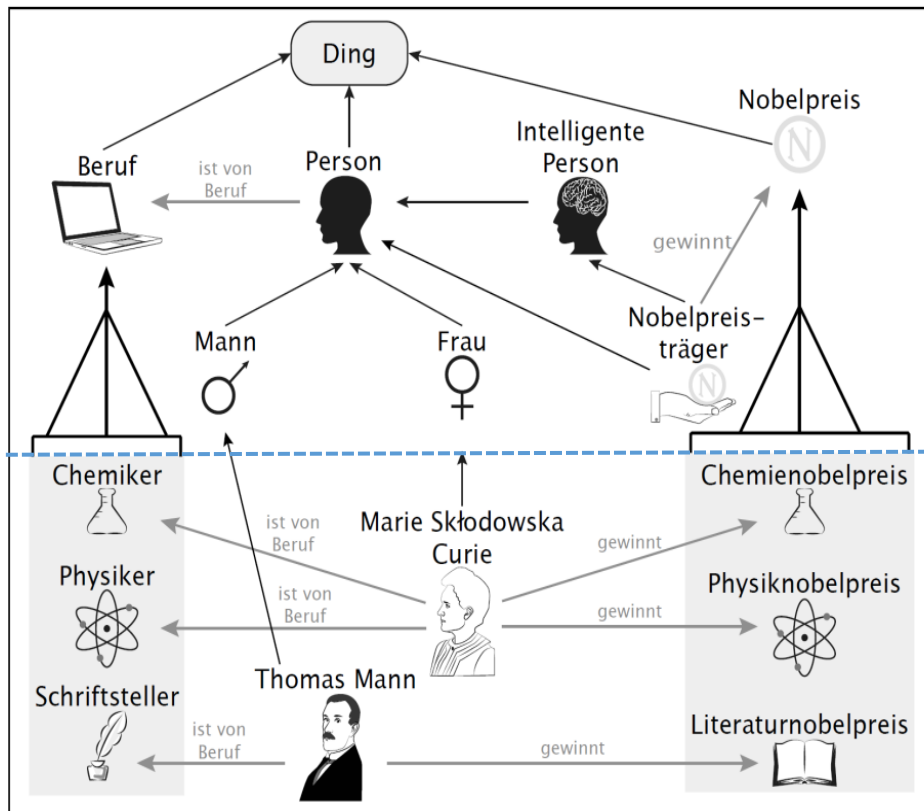 Ding
Nobelpreis
N
Intelligente
Person
Beruf
ist von
Beruf
Person
gewinnt
Mann
Frau
Nobelpreis-
träger
N
Chemiker
Chemienobelpreis
ist von
Beruf
Marie Skłodowska
Curie
gewinnt
Physiker
Physiknobelpreis
ist von
Beruf
gewinnt
Thomas Mann
Schriftsteller
Literaturnobelpreis
ist von
Beruf
gewinnt